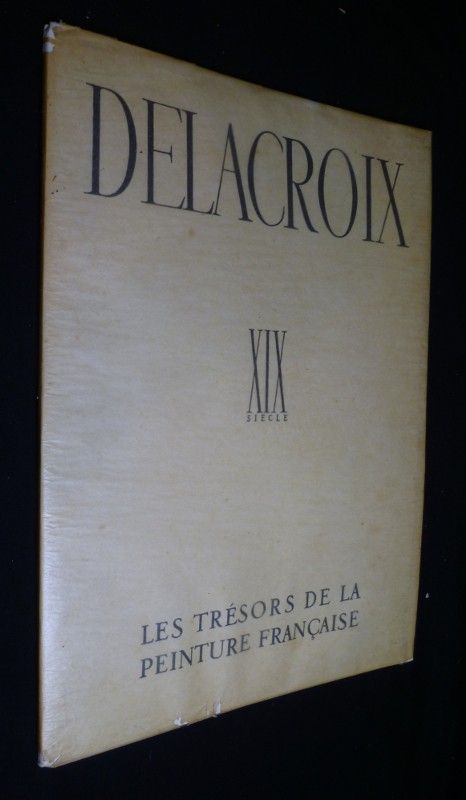 DELACROIX
XIX
SIÈCLE
LES TRÉSORS DE LA
PEINTURE FRANÇAISE